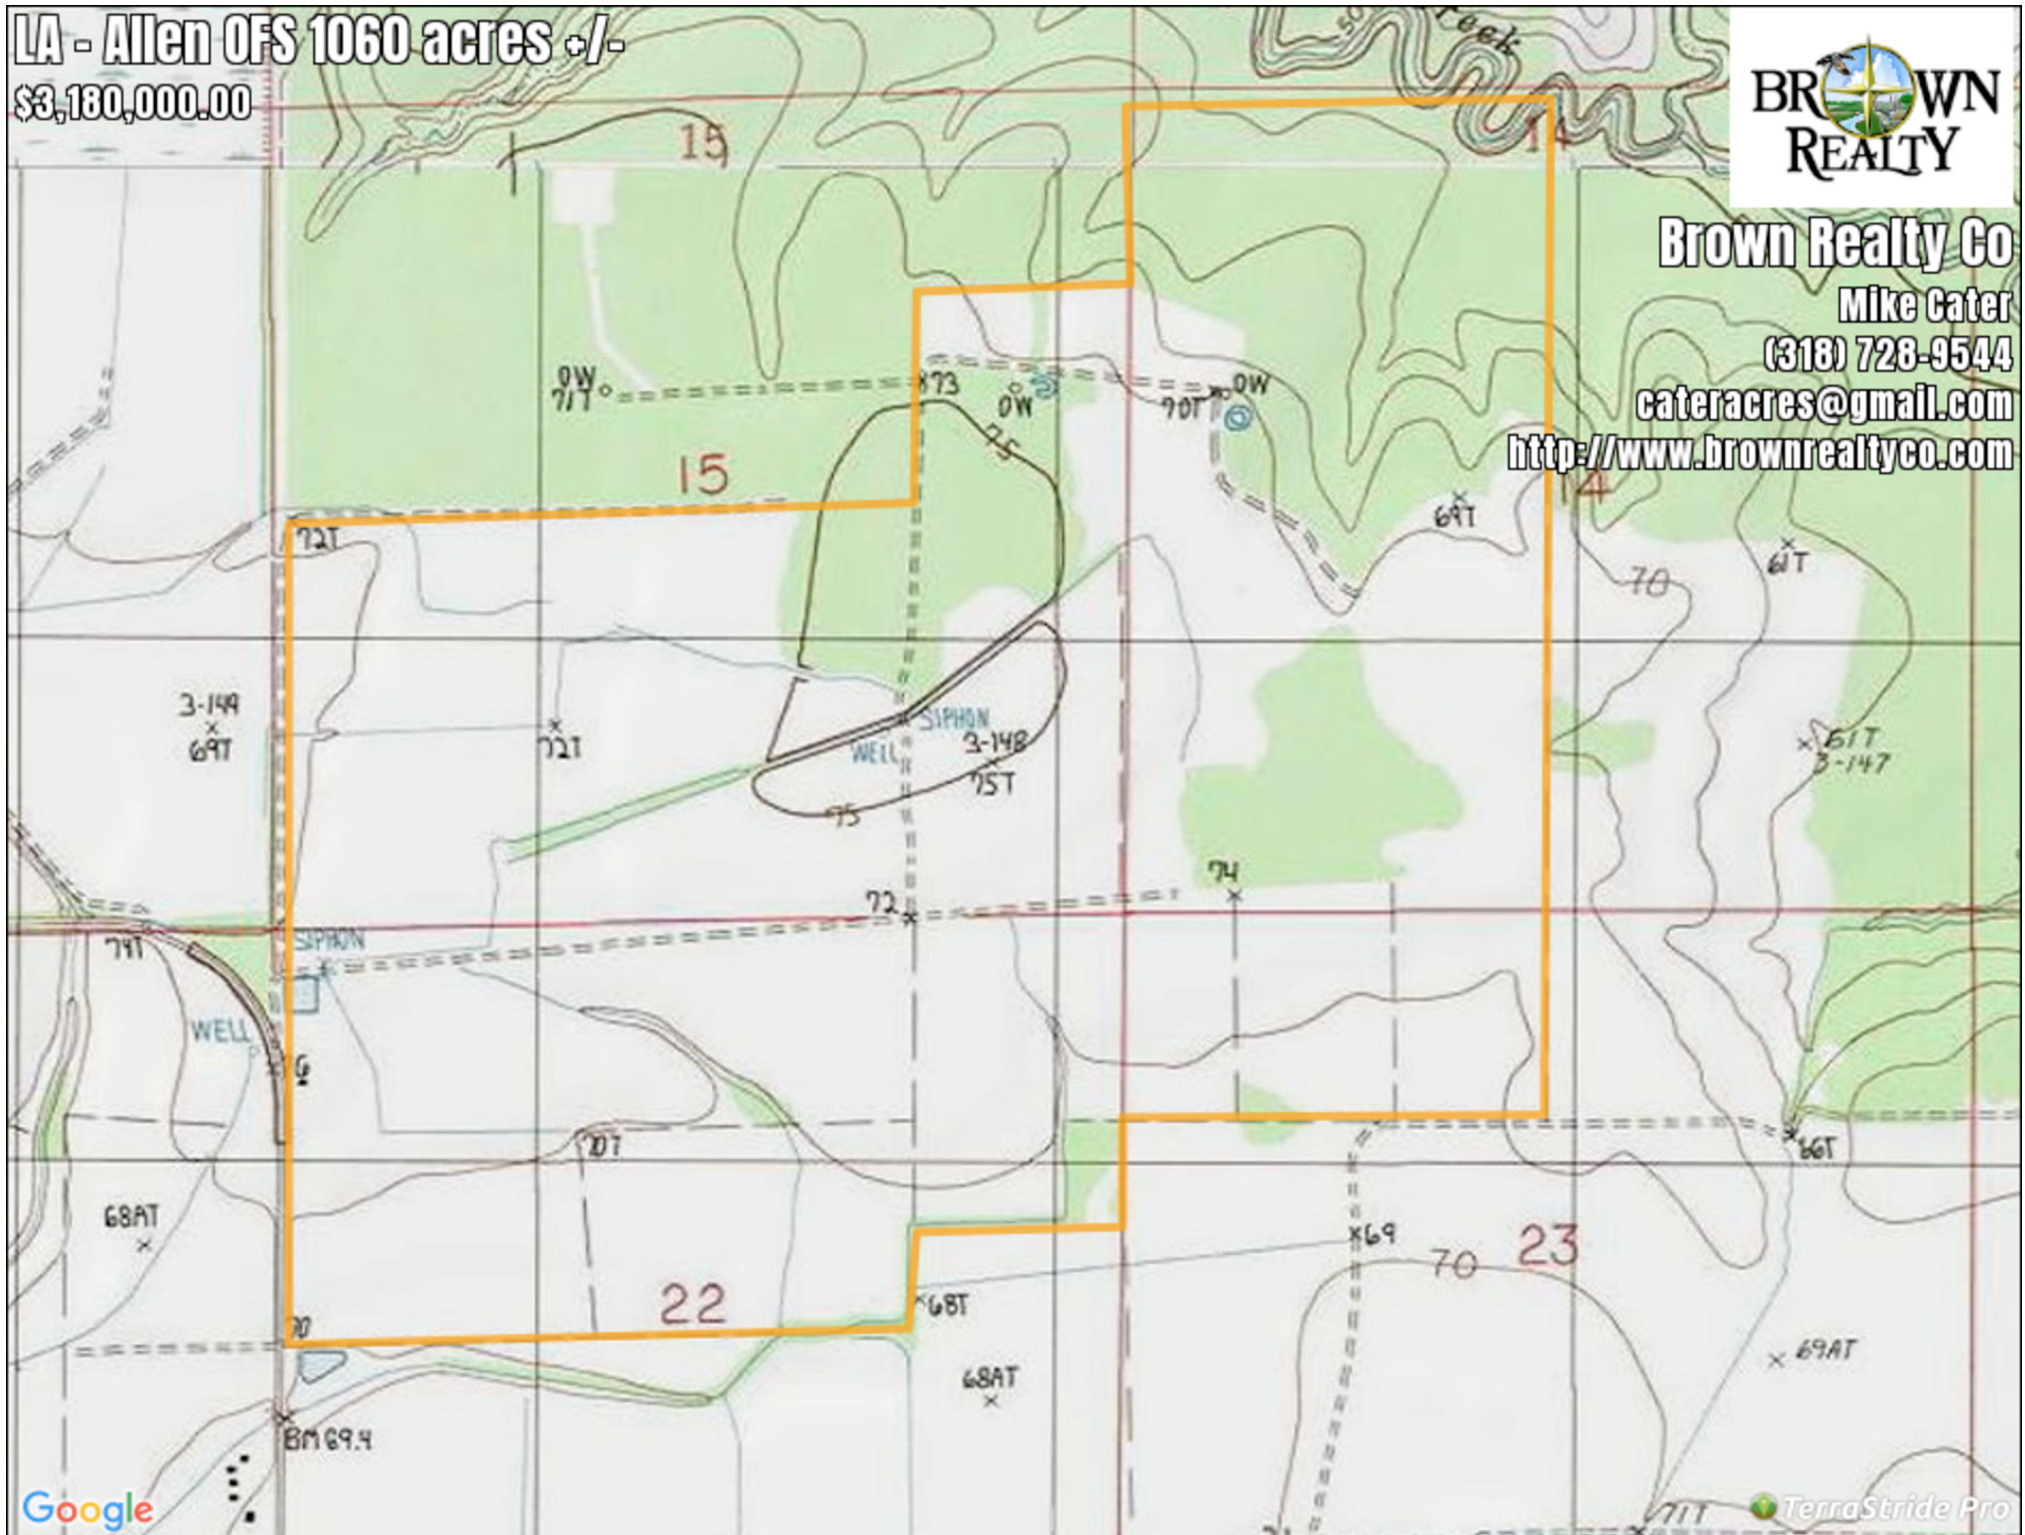 LA - Allen OFS 1060 acres +/-
$3,180,000.00
BROWN
REALTY
Brown Realty Co
Mike Cater
(318) 728-9544
cateracres@gmail.com
http://www.brownrealtyco.com
15
14
OW
71T
73
OW
OW
70T
75
15
14
69T
72T
61T
70
3-149
69T
72T
SIPHON
WELL
3-148
75T
61T
3-147
75
74
72
74T
SIPHON
WELL
70T
66T
68AT
69
23
70
22
68T
70
68AT
69AT
BM 69.4
71T
Google
TerraStride Pro